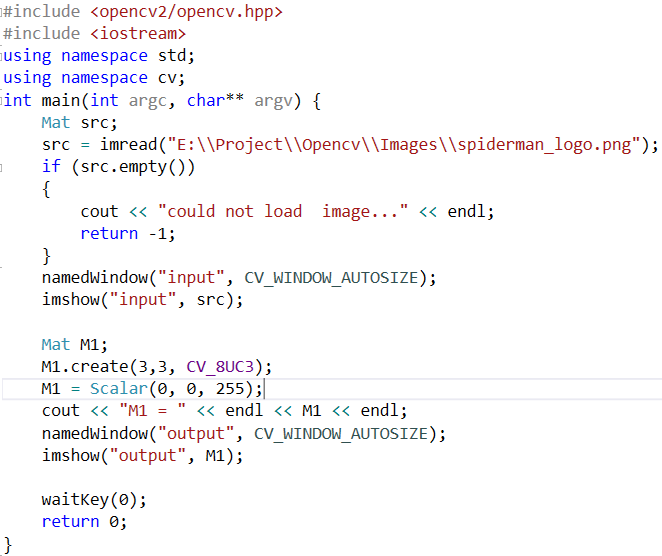 #include <opencv2/opencv.hpp>
#include <iostream>
using namespace std;
using namespace cv;
int main(int argc, char** argv) {
    Mat src;
    src = imread("E:\\Project\\Opencv\\Images\\spiderman_logo.png");
    if (src.empty())
    {
        cout << "could not load  image..." << endl;
        return -1;
    }
    namedWindow("input", CV_WINDOW_AUTOSIZE);
    imshow("input", src);

    Mat M1;
    M1.create(3,3, CV_8UC3);
    M1 = Scalar(0, 0, 255);
    cout << "M1 = " << endl << M1 << endl;
    namedWindow("output", CV_WINDOW_AUTOSIZE);
    imshow("output", M1);

    waitKey(0);
    return 0;
}